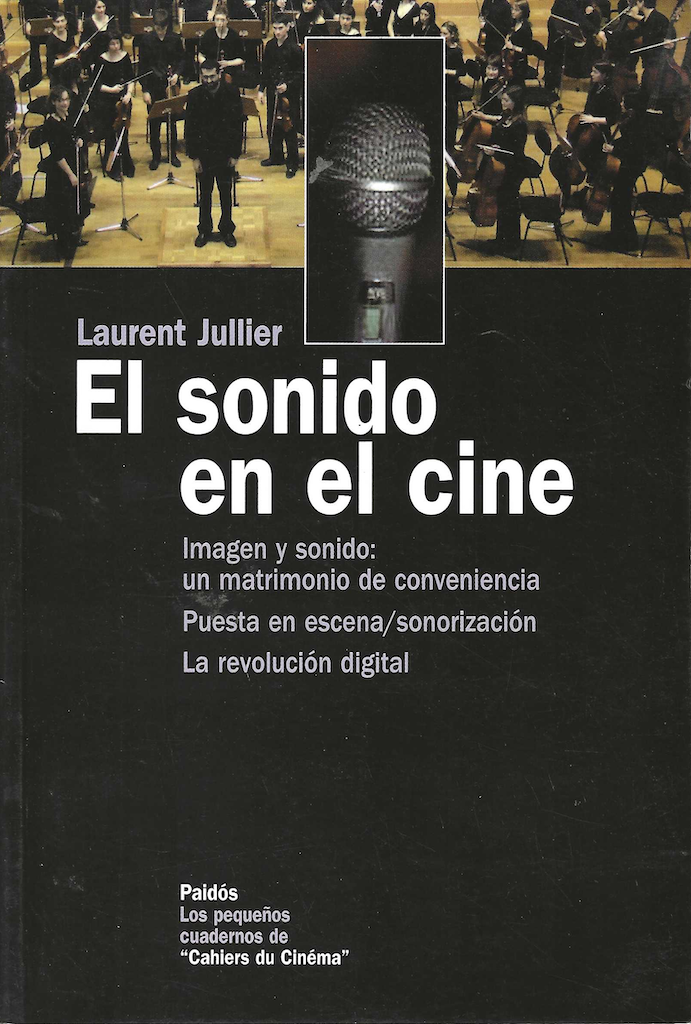 Laurent Jullier
El sonido
en el cine
Imagen y sonido:
un matrimonio de conveniencia
Puesta en escena/sonorización
La revolución digital
Paidós
Los pequeños
cuadernos de
“Cahiers du Cinéma”